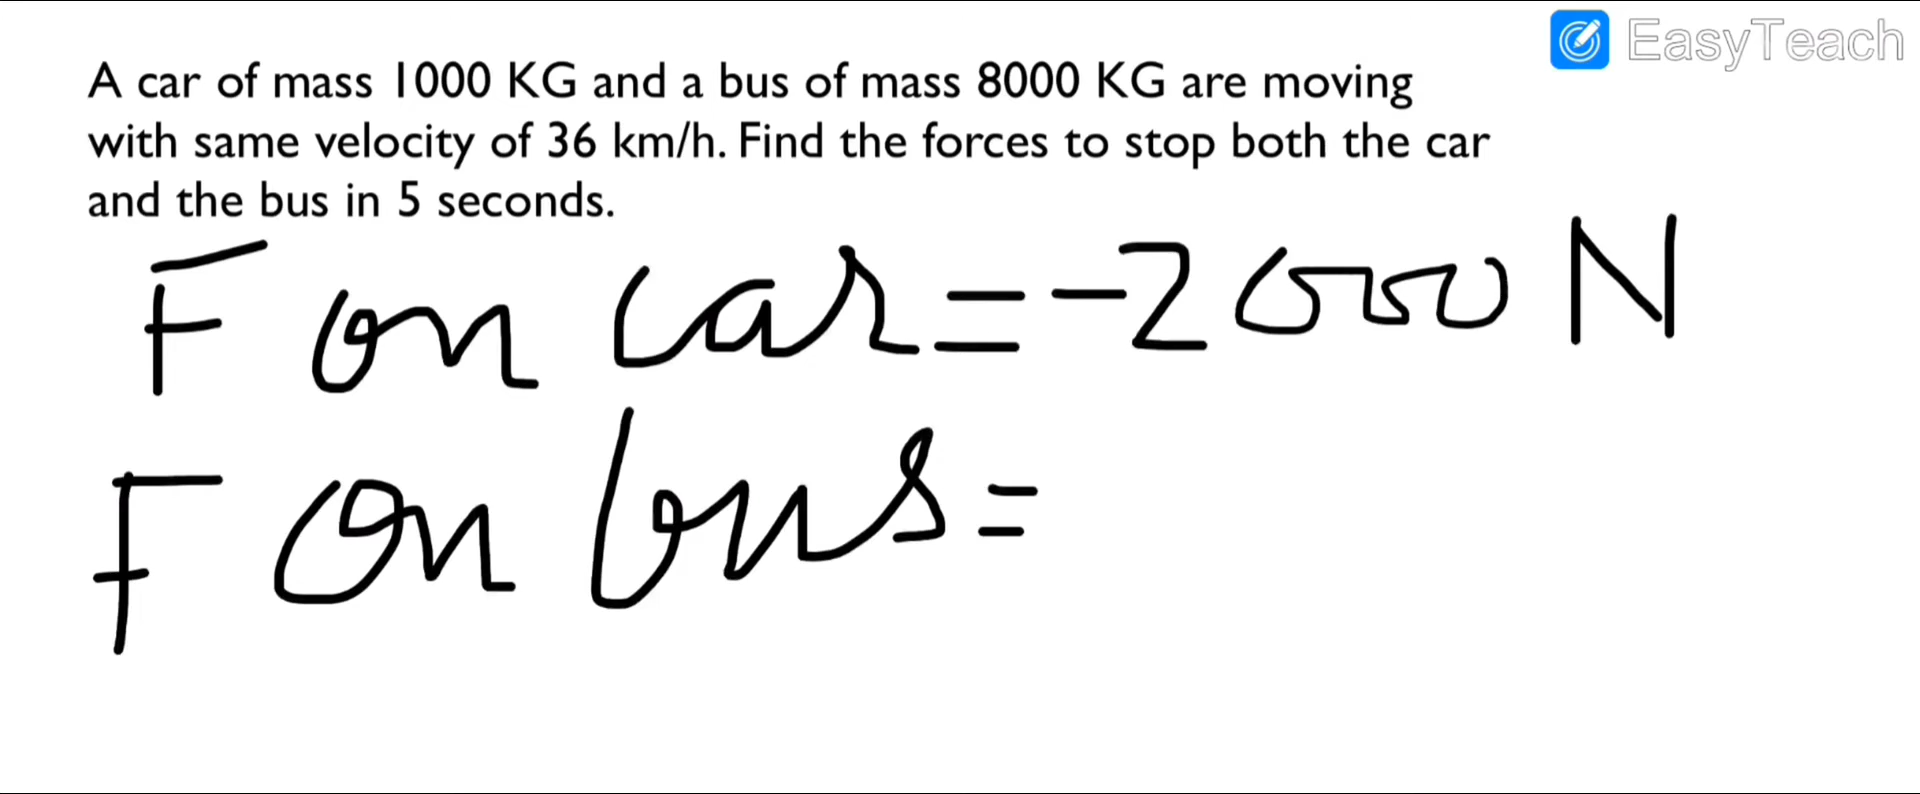 EasyTeach
A car of mass 1000 KG and a bus of mass 8000 KG are moving
with same velocity of 36 km/h. Find the forces to stop both the car
and the bus in 5 seconds.
F on car = -2000 N
F on bus =